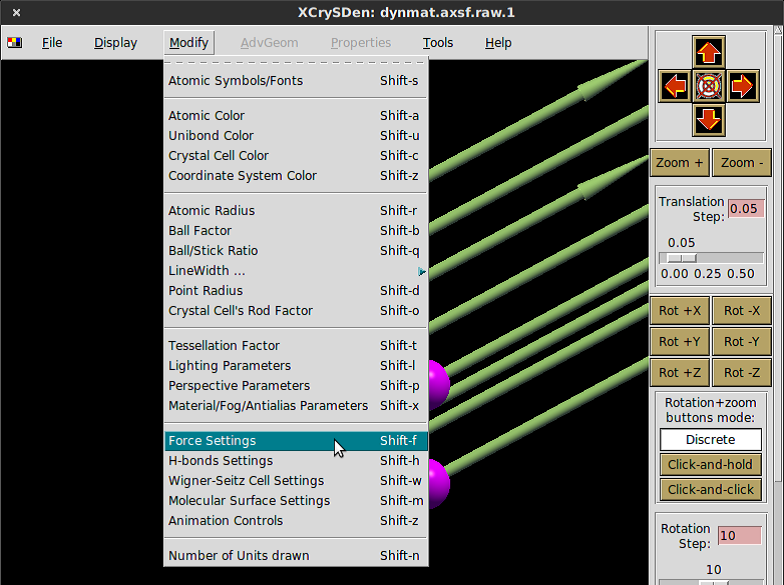 XCrySDen: dynmat.axsf.raw.1
File Display Modify AdvGeom Properties Tools Help
Atomic Symbols/Fonts Shift-s
Atomic Color Shift-a
Unibond Color Shift-u
Crystal Cell Color Shift-c
Coordinate System Color Shift-z
Atomic Radius Shift-r
Ball Factor Shift-b
Ball/Stick Ratio Shift-q
LineWidth ...
Point Radius Shift-d
Crystal Cell's Rod Factor Shift-o
Tessellation Factor Shift-t
Lighting Parameters Shift-l
Perspective Parameters Shift-p
Material/Fog/Antialias Parameters Shift-x
Force Settings Shift-f
H-bonds Settings Shift-h
Wigner-Seitz Cell Settings Shift-w
Molecular Surface Settings Shift-m
Animation Controls Shift-z
Number of Units drawn Shift-n
Zoom + Zoom -
Translation
Step: 0.05
0.05
0.00 0.25 0.50
Rot +X Rot -X
Rot +Y Rot -Y
Rot +Z Rot -Z
Rotation+zoom
buttons mode:
Discrete
Click-and-hold
Click-and-click
Rotation
Step: 10
10